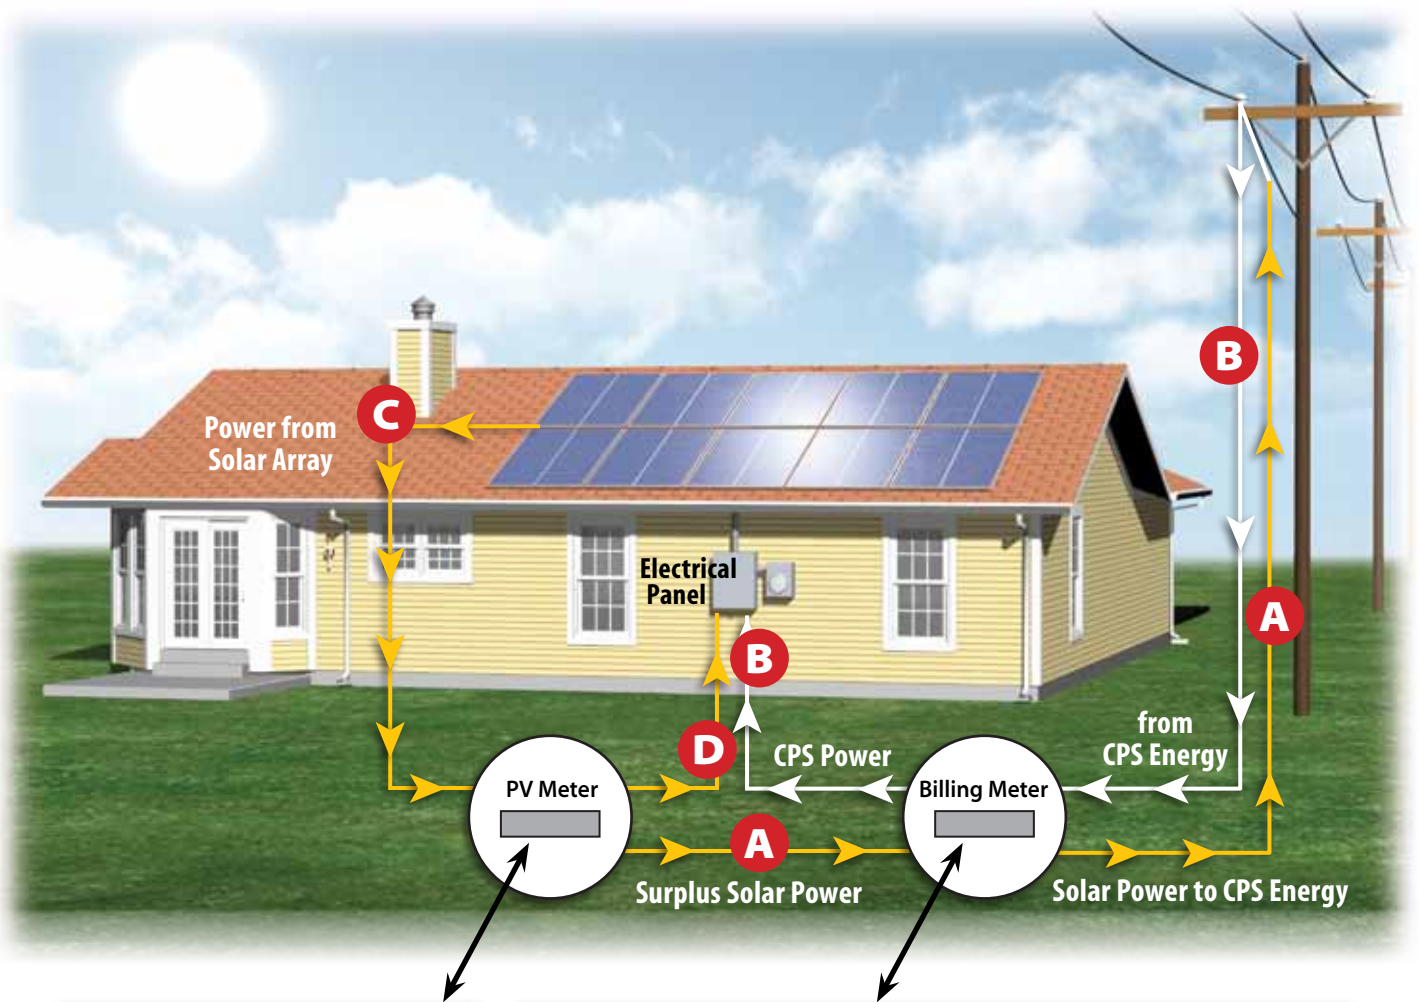 B
C
Power from
Solar Array
Electrical
Panel
A
B
from
CPS Energy
D
CPS Power
PV Meter
Billing Meter
A
Surplus Solar Power
Solar Power to CPS Energy